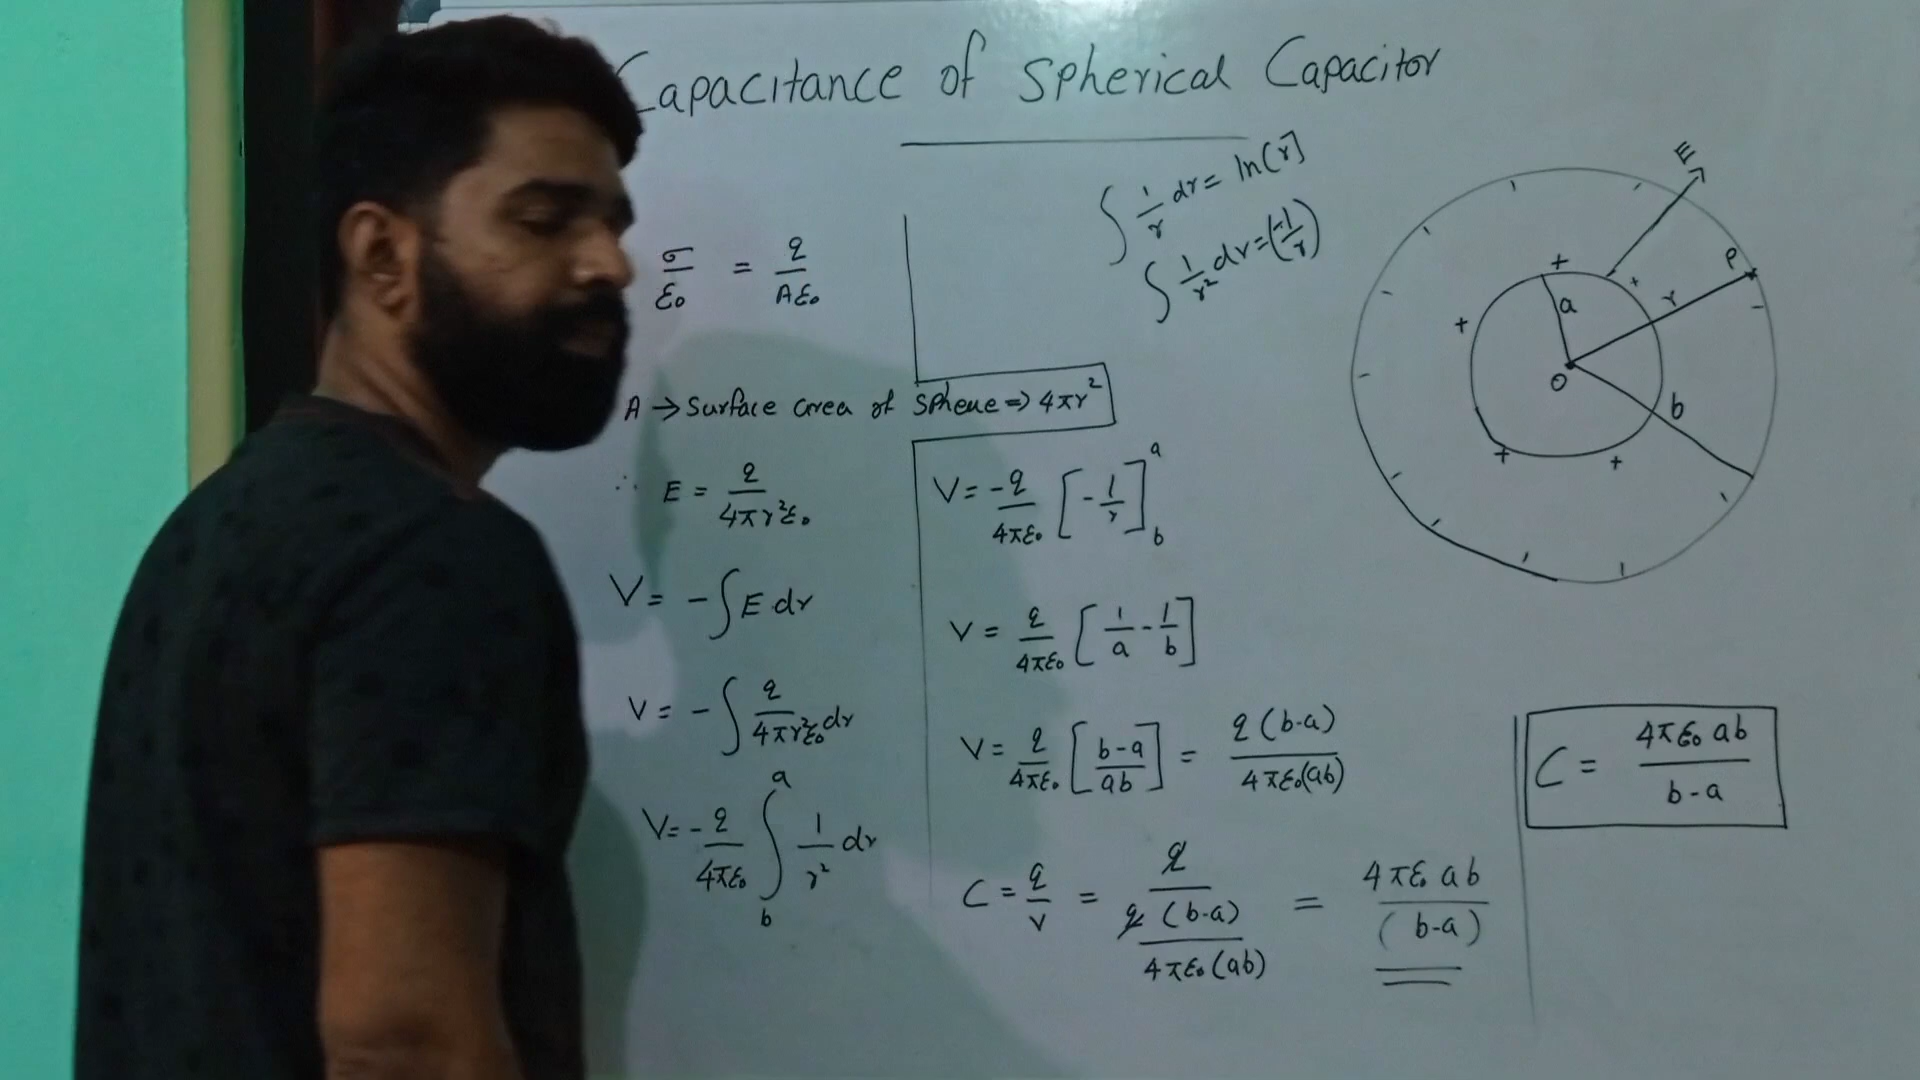 Capacitance of Spherical Capacitor
∫ 1/r dr = ln(r]
∫ 1/r² dr = (-1/r)
σ/ε₀ = q/Aε₀
A → Surface area of Sphere ⇒ 4πr²
∴ E = q/4πr²ε₀
V = -∫E dr
V = -∫ q/4πr²ε₀ dr
V = -q/4πε₀ ∫_b^a 1/r² dr
V = -q/4πε₀ [-1/r]_b^a
V = q/4πε₀ [1/a - 1/b]
V = q/4πε₀ [b-a/ab] = q(b-a)/4πε₀(ab)
C = q/V = q/(q(b-a)/4πε₀(ab)) = 4πε₀ab/(b-a)
E
P
r
a
O
b
+ + + + +
C = 4πε₀ab/b-a